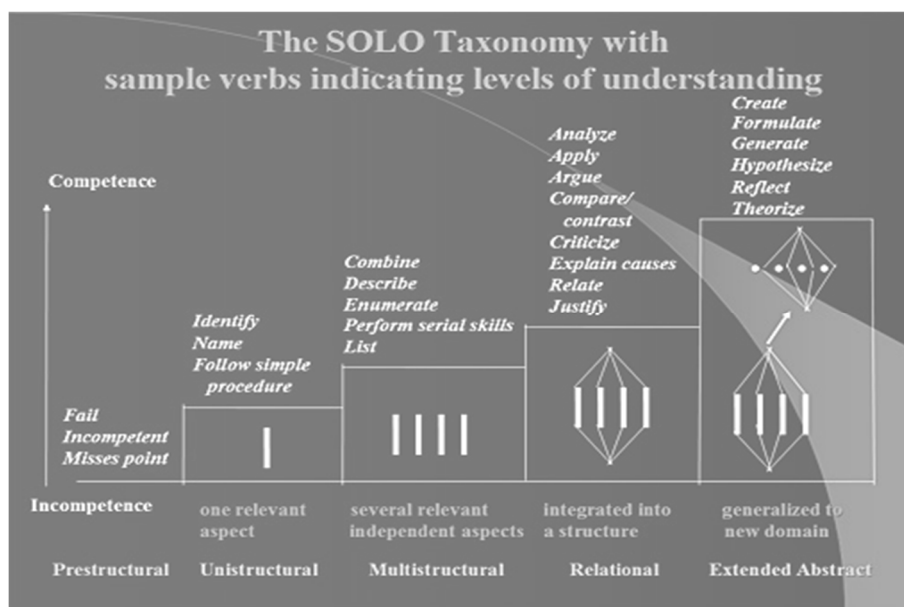 The SOLO Taxonomy with
sample verbs indicating levels of understanding
Competence
Incompetence
Fail
Incompetent
Misses point
Identify
Name
Follow simple
procedure
Combine
Describe
Enumerate
Perform serial skills
List
Analyze
Apply
Argue
Compare/
contrast
Criticize
Explain causes
Relate
Justify
Create
Formulate
Generate
Hypothesize
Reflect
Theorize
one relevant
aspect
several relevant
independent aspects
integrated into
a structure
generalized to
new domain
Prestructural
Unistructural
Multistructural
Relational
Extended Abstract